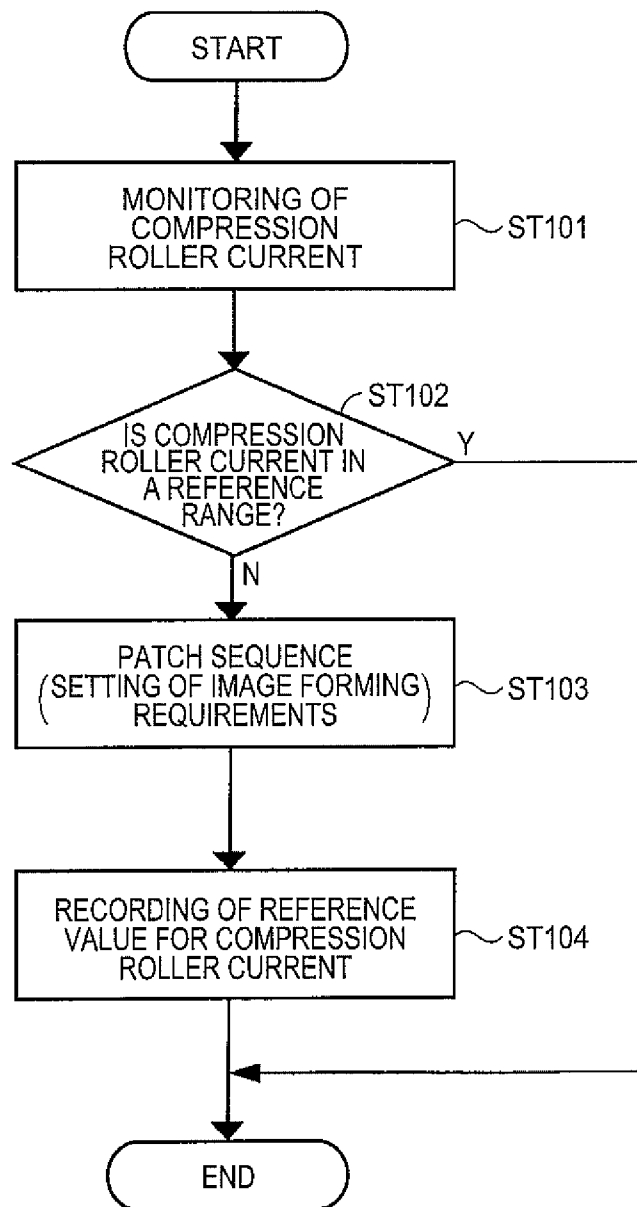 START
MONITORING OF
COMPRESSION
ROLLER CURRENT
ST101
ST102
IS COMPRESSION
ROLLER CURRENT IN
A REFERENCE
RANGE?
Y
N
PATCH SEQUENCE
(SETTING OF IMAGE FORMING)
REQUIREMENTS
ST103
RECORDING OF REFERENCE
VALUE FOR COMPRESSION
ROLLER CURRENT
ST104
END